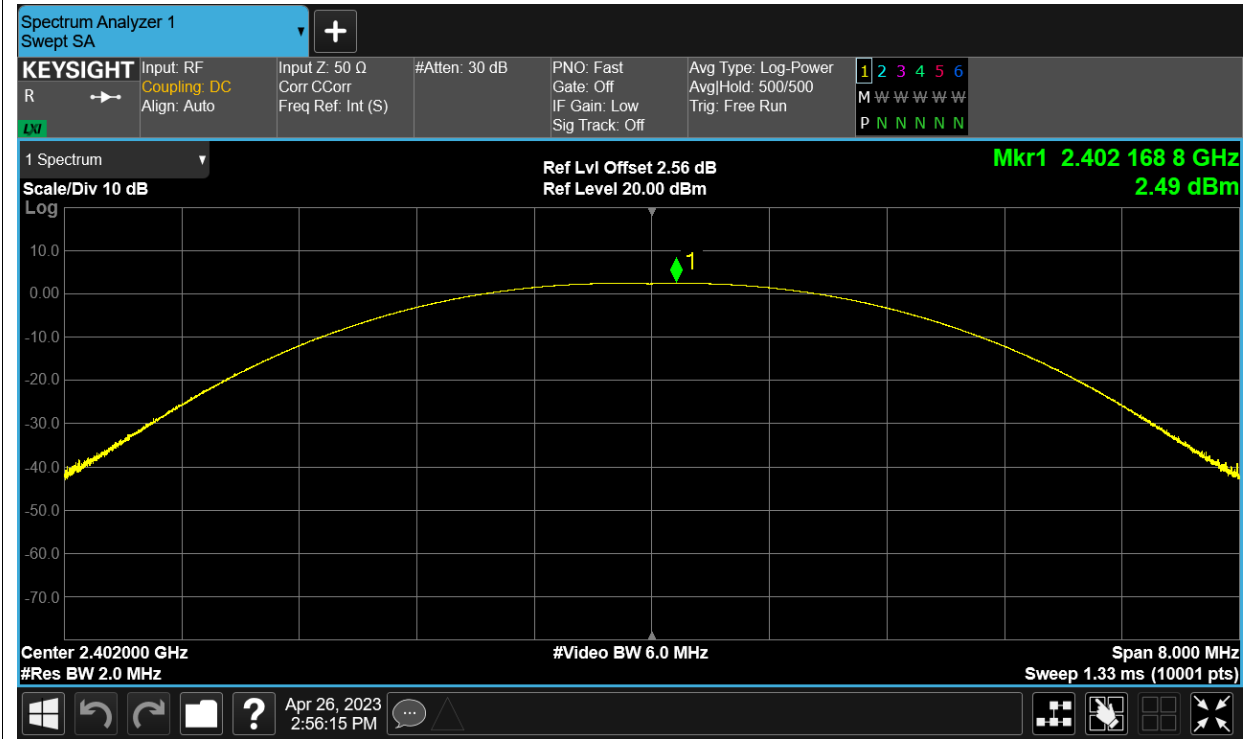 Spectrum Analyzer 1
Swept SA
KEYSIGHT
R
LXI
Input: RF
Coupling: DC
Align: Auto
Input Z: 50 Ω
Corr CCorr
Freq Ref: Int (S)
#Atten: 30 dB
PNO: Fast
Gate: Off
IF Gain: Low
Sig Track: Off
Avg Type: Log-Power
Avg|Hold: 500/500
Trig: Free Run
1 2 3 4 5 6
M W W W W W
P N N N N N
1 Spectrum
Scale/Div 10 dB
Ref Lvl Offset 2.56 dB
Ref Level 20.00 dBm
Mkr1 2.402 168 8 GHz
2.49 dBm
Log
10.0
0.00
-10.0
-20.0
-30.0
-40.0
-50.0
-60.0
-70.0
1
Center 2.402000 GHz
#Res BW 2.0 MHz
#Video BW 6.0 MHz
Span 8.000 MHz
Sweep 1.33 ms (10001 pts)
?
Apr 26, 2023
2:56:15 PM